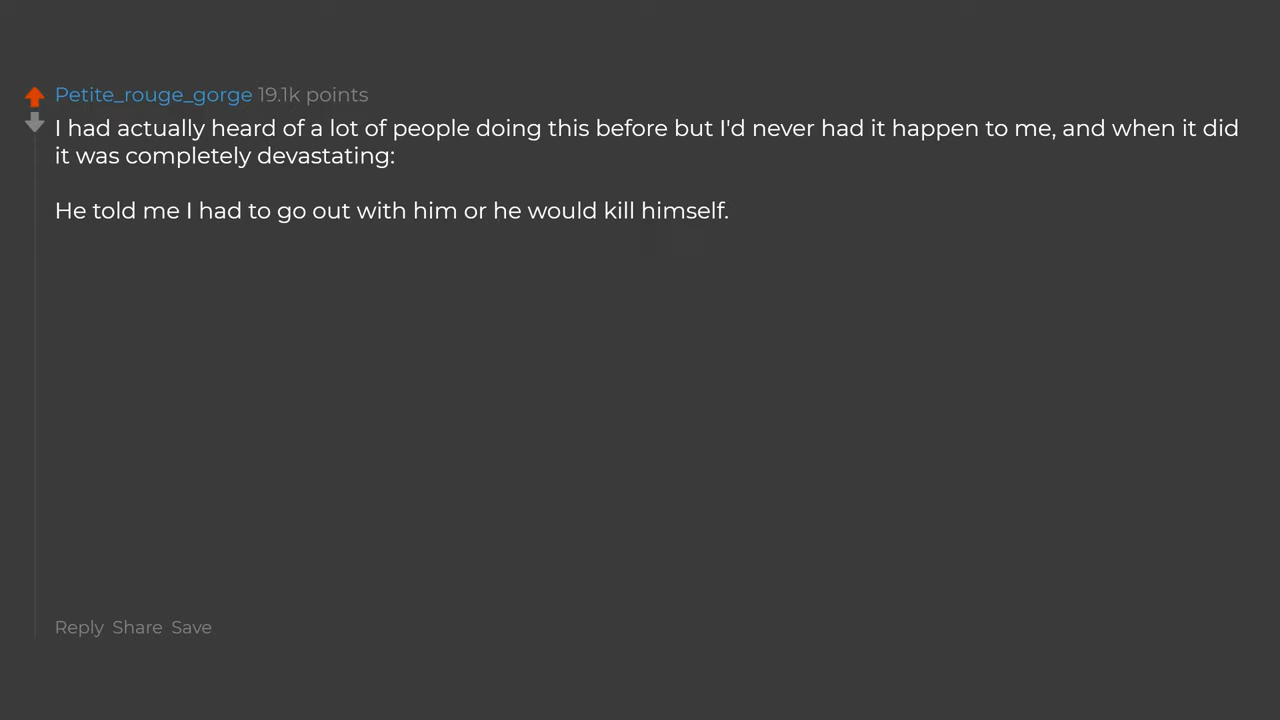 Petite_rouge_gorge 19.1k points
I had actually heard of a lot of people doing this before but I'd never had it happen to me, and when it did
it was completely devastating:
He told me I had to go out with him or he would kill himself.
Reply Share Save